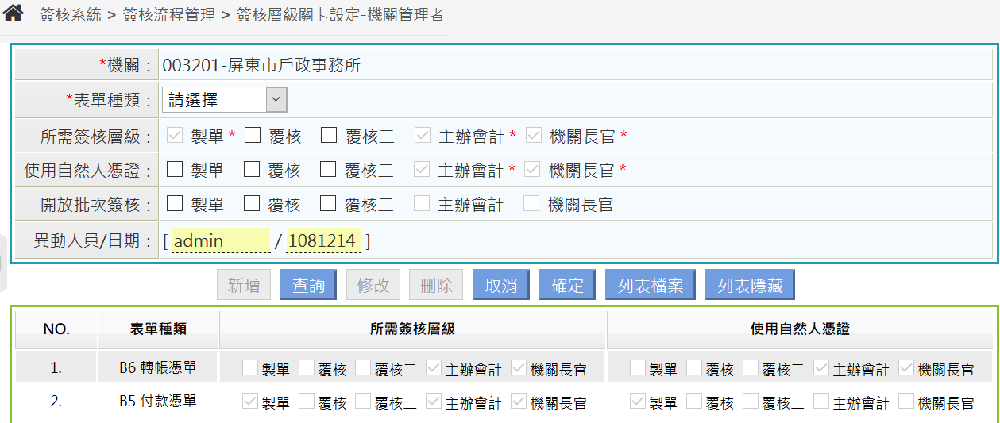 簽核系統 > 簽核流程管理 > 簽核層級關卡設定-機關管理者
*機關： 003201-屏東市戶政事務所
*表單種類： 請選擇
所需簽核層級： 製單 * 覆核 覆核二 主辦會計 * 機關長官 *
使用自然人憑證： 製單 覆核 覆核二 主辦會計 * 機關長官 *
開放批次簽核： 製單 覆核 覆核二 主辦會計 機關長官
異動人員/日期： [ admin / 1081214 ]
新增 查詢 修改 刪除 取消 確定 列表檔案 列表隱藏
NO. 表單種類 所需簽核層級 使用自然人憑證
1. B6 轉帳憑單 製單 覆核 覆核二 主辦會計 機關長官 製單 覆核 覆核二 主辦會計 機關長官
2. B5 付款憑單 製單 覆核 覆核二 主辦會計 機關長官 製單 覆核 覆核二 主辦會計 機關長官